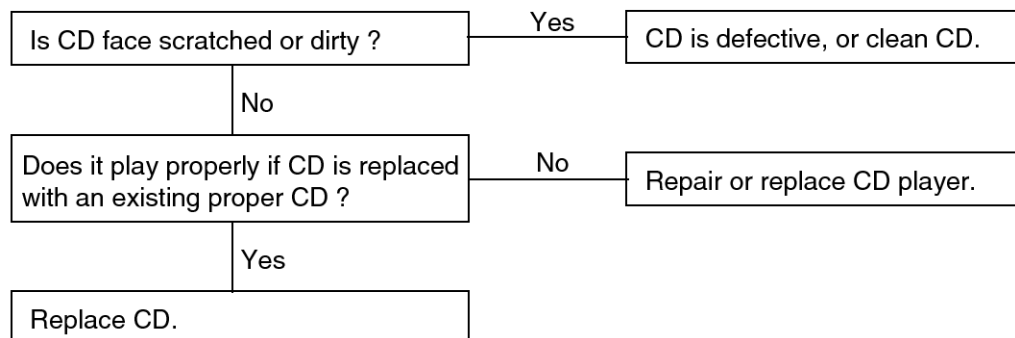 Is CD face scratched or dirty ?
Yes
CD is defective, or clean CD.
No
Does it play properly if CD is replaced
with an existing proper CD ?
No
Repair or replace CD player.
Yes
Replace CD.